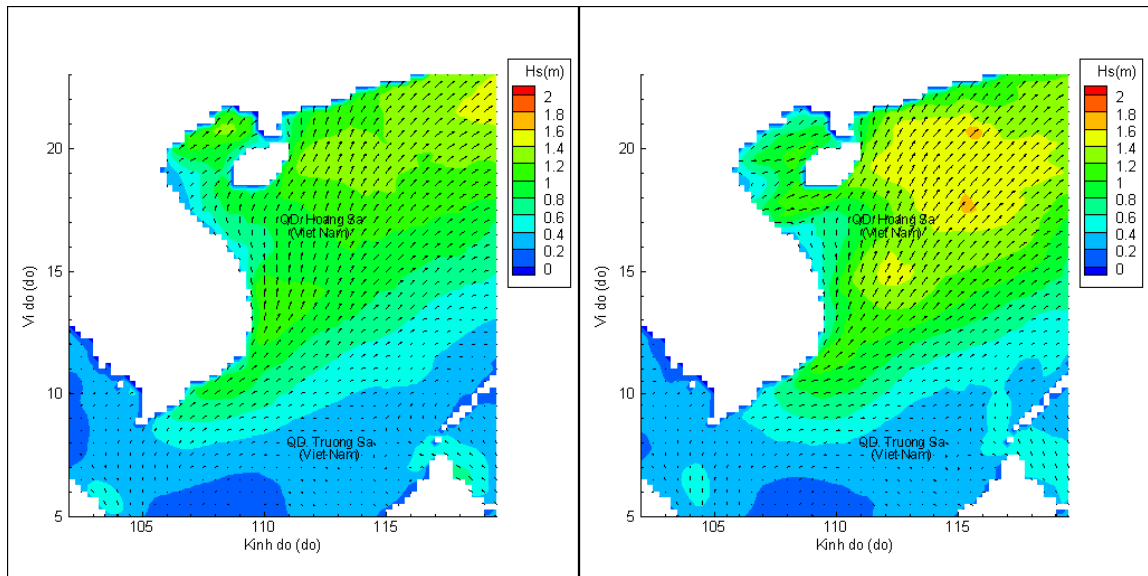 Hs(m)
2
1.8
1.6
1.4
1.2
1
0.8
0.6
0.4
0.2
0
20
15
10
5
Vi do (do)
QD. Hoang Sa
(Viet Nam)
QD. Truong Sa
(Viet Nam)
105
110
115
Kinh do (do)
Hs(m)
2
1.8
1.6
1.4
1.2
1
0.8
0.6
0.4
0.2
0
20
15
10
5
Vi do (do)
QD. Hoang Sa
(Viet Nam)
QD. Truong Sa
(Viet Nam)
105
110
115
Kinh do (do)